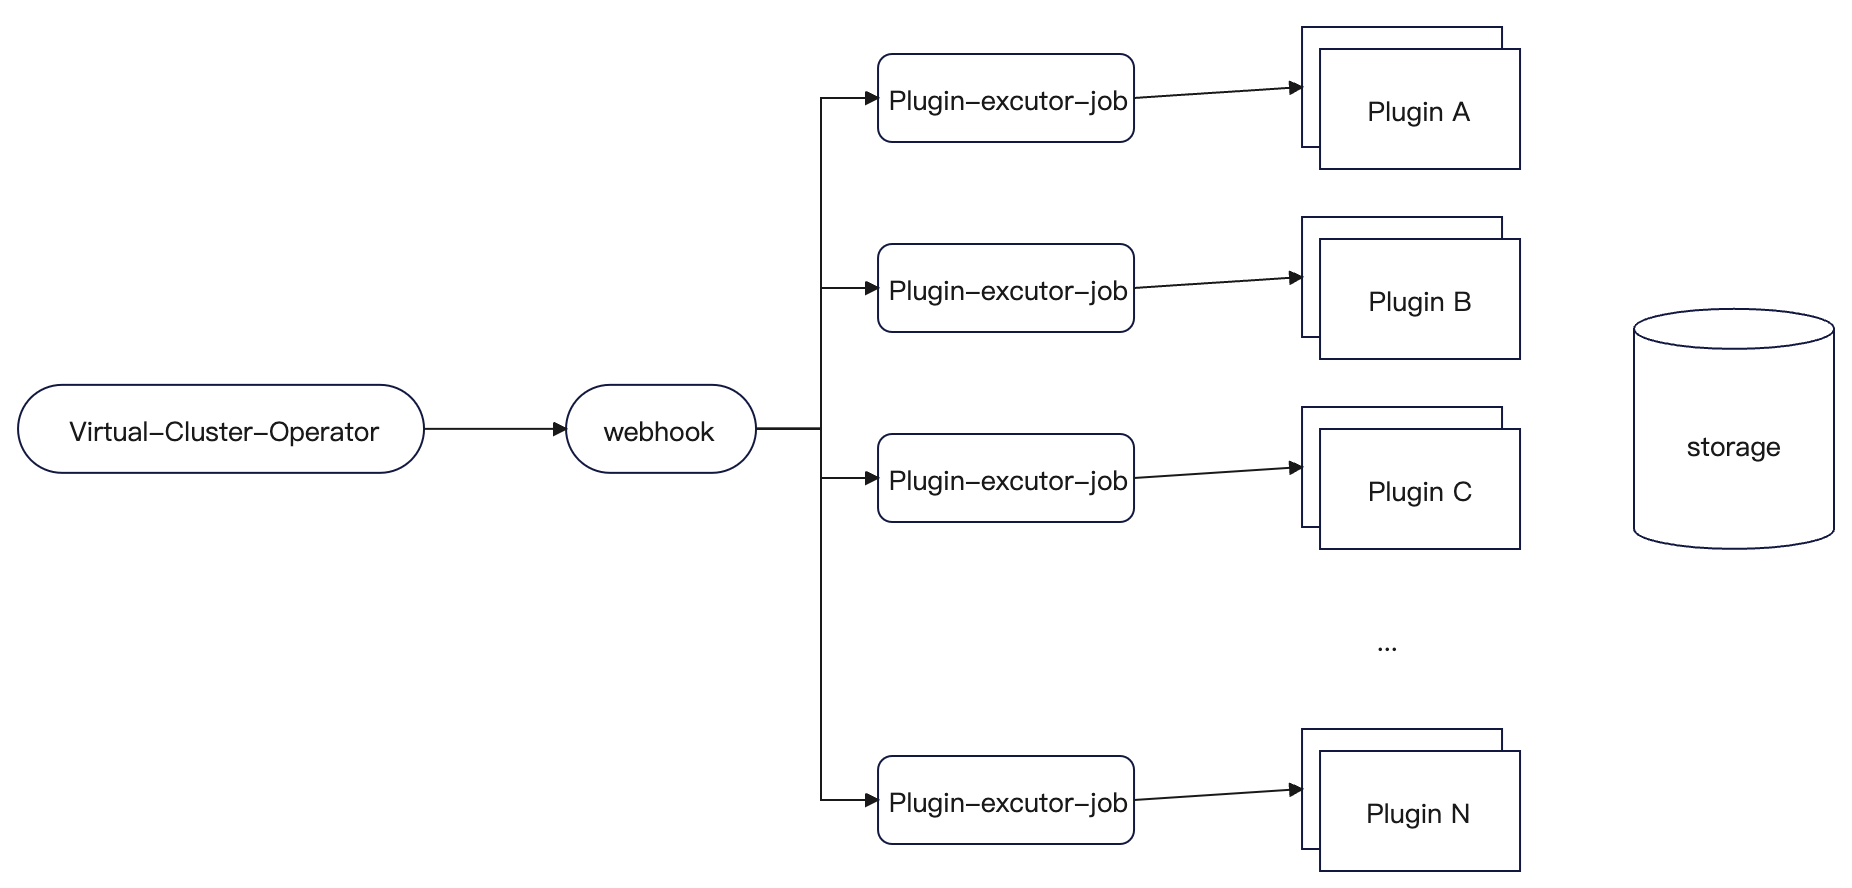 Plugin-excutor-job
Plugin A
Plugin-excutor-job
Plugin B
Virtual-Cluster-Operator
webhook
Plugin-excutor-job
Plugin C
storage
...
Plugin-excutor-job
Plugin N